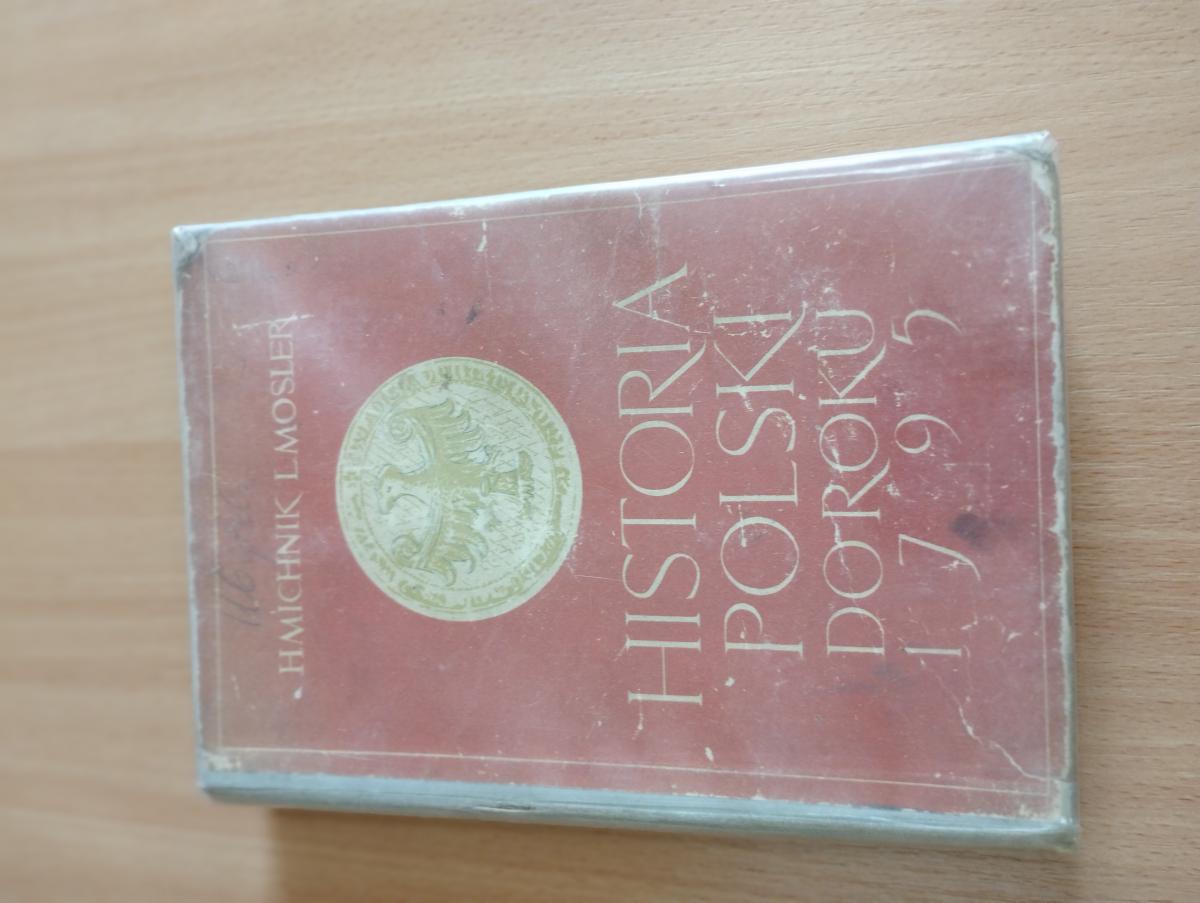 H. MICHNIK L. MOSLER
HISTORIA
POLSKI
DO ROKU
1795